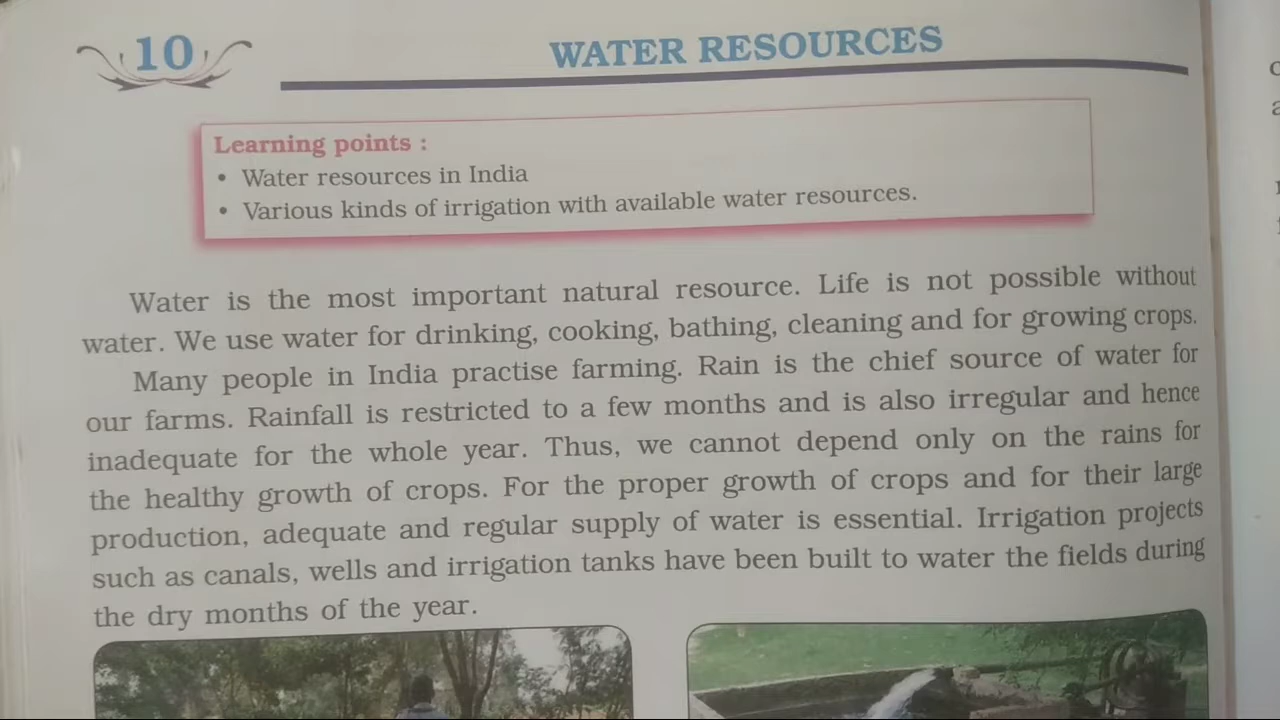 10
WATER RESOURCES
Learning points :
• Water resources in India
• Various kinds of irrigation with available water resources.
Water is the most important natural resource. Life is not possible without
water. We use water for drinking, cooking, bathing, cleaning and for growing crops.
Many people in India practise farming. Rain is the chief source of water for
our farms. Rainfall is restricted to a few months and is also irregular and hence
inadequate for the whole year. Thus, we cannot depend only on the rains for
the healthy growth of crops. For the proper growth of crops and for their large
production, adequate and regular supply of water is essential. Irrigation projects
such as canals, wells and irrigation tanks have been built to water the fields during
the dry months of the year.